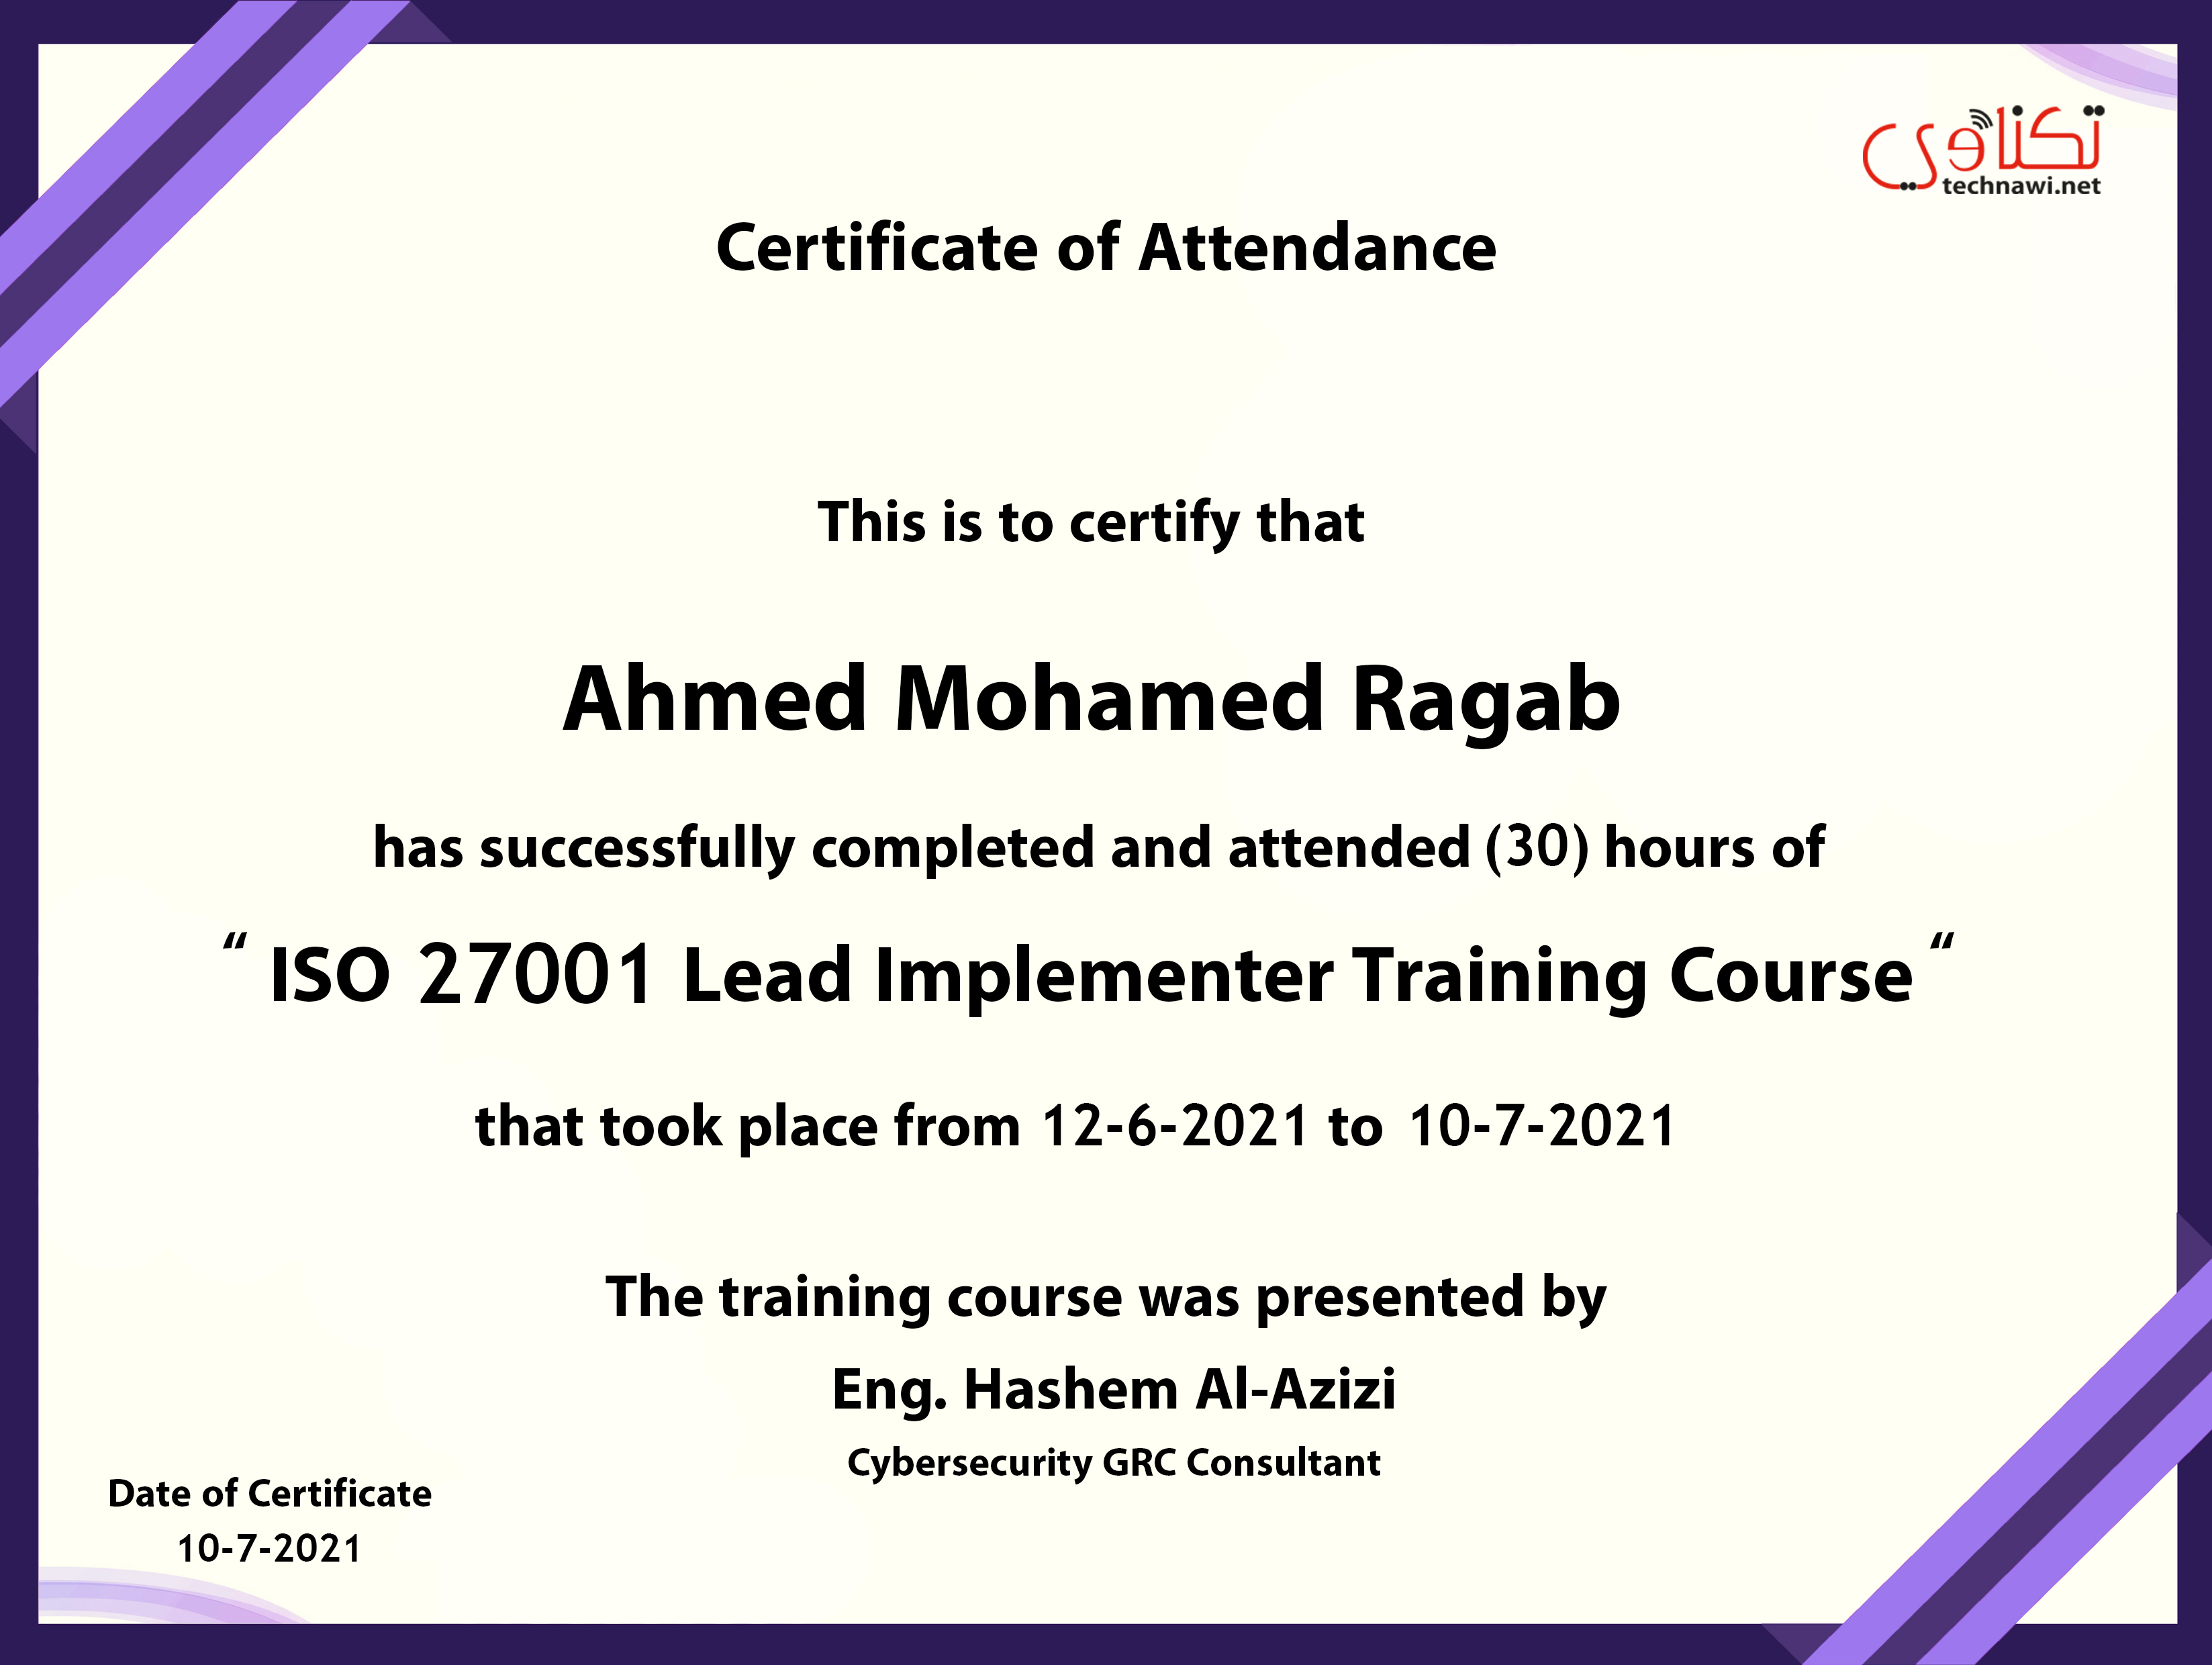 تكناوي
technawi.net
Certificate of Attendance
This is to certify that
Ahmed Mohamed Ragab
has successfully completed and attended (30) hours of
“ ISO 27001 Lead Implementer Training Course “
that took place from 12-6-2021 to 10-7-2021
The training course was presented by
Eng. Hashem Al-Azizi
Cybersecurity GRC Consultant
Date of Certificate
10-7-2021